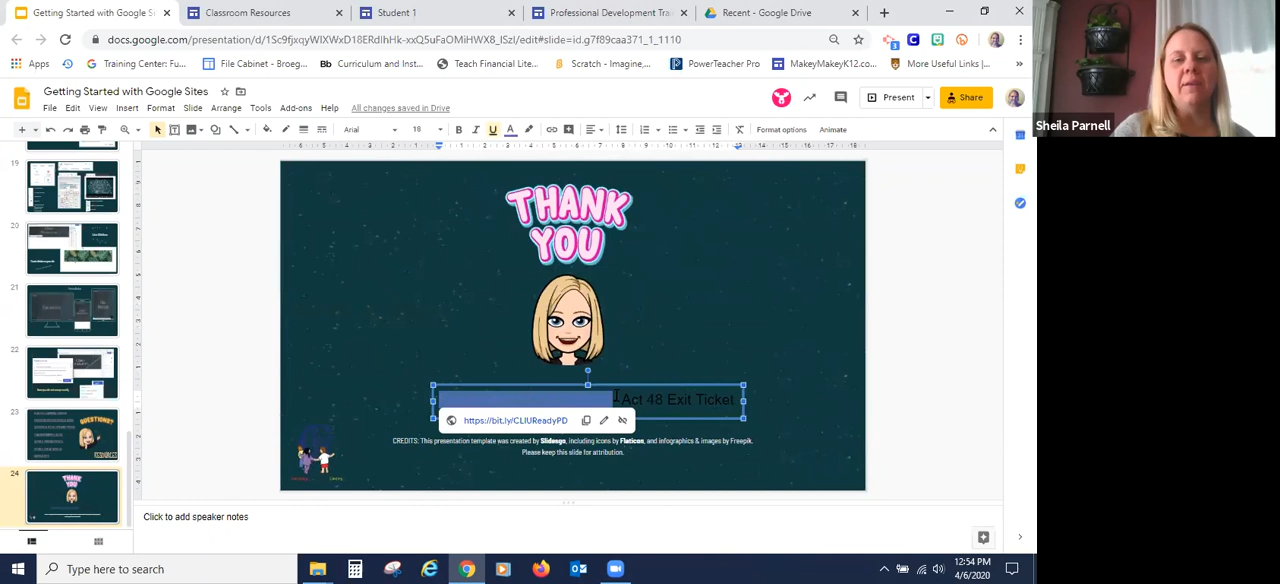 Getting Started with Google Si
Classroom Resources
Student 1
Professional Development Tra
Recent - Google Drive
docs.google.com/presentation/d/1Sc9fjxqyWIXWxD18ERdlhHxkxQ5uFaOMiHWX8_ISzI/edit#slide=id.g7f89caa371_1_1110
Apps
Training Center: Fu...
File Cabinet - Broeg...
Bb Curriculum and Inst...
Teach Financial Lite...
Scratch - Imagine,...
PowerTeacher Pro
MakeyMakeyK12.co...
More Useful Links |...
Getting Started with Google Sites
File Edit View Insert Format Slide Arrange Tools Add-ons Help All changes saved in Drive
Present
Share
Arial
18
B I U A
Format options
Animate
19
20
21
22
23
24
THANK
YOU
Act 48 Exit Ticket
https://bit.ly/CLIUReadyPD
CREDITS: This presentation template was created by Slidesgo, including icons by Flaticon, and infographics & images by Freepik.
Please keep this slide for attribution.
Click to add speaker notes
Sheila Parnell
Type here to search
12:54 PM
4/6/2020